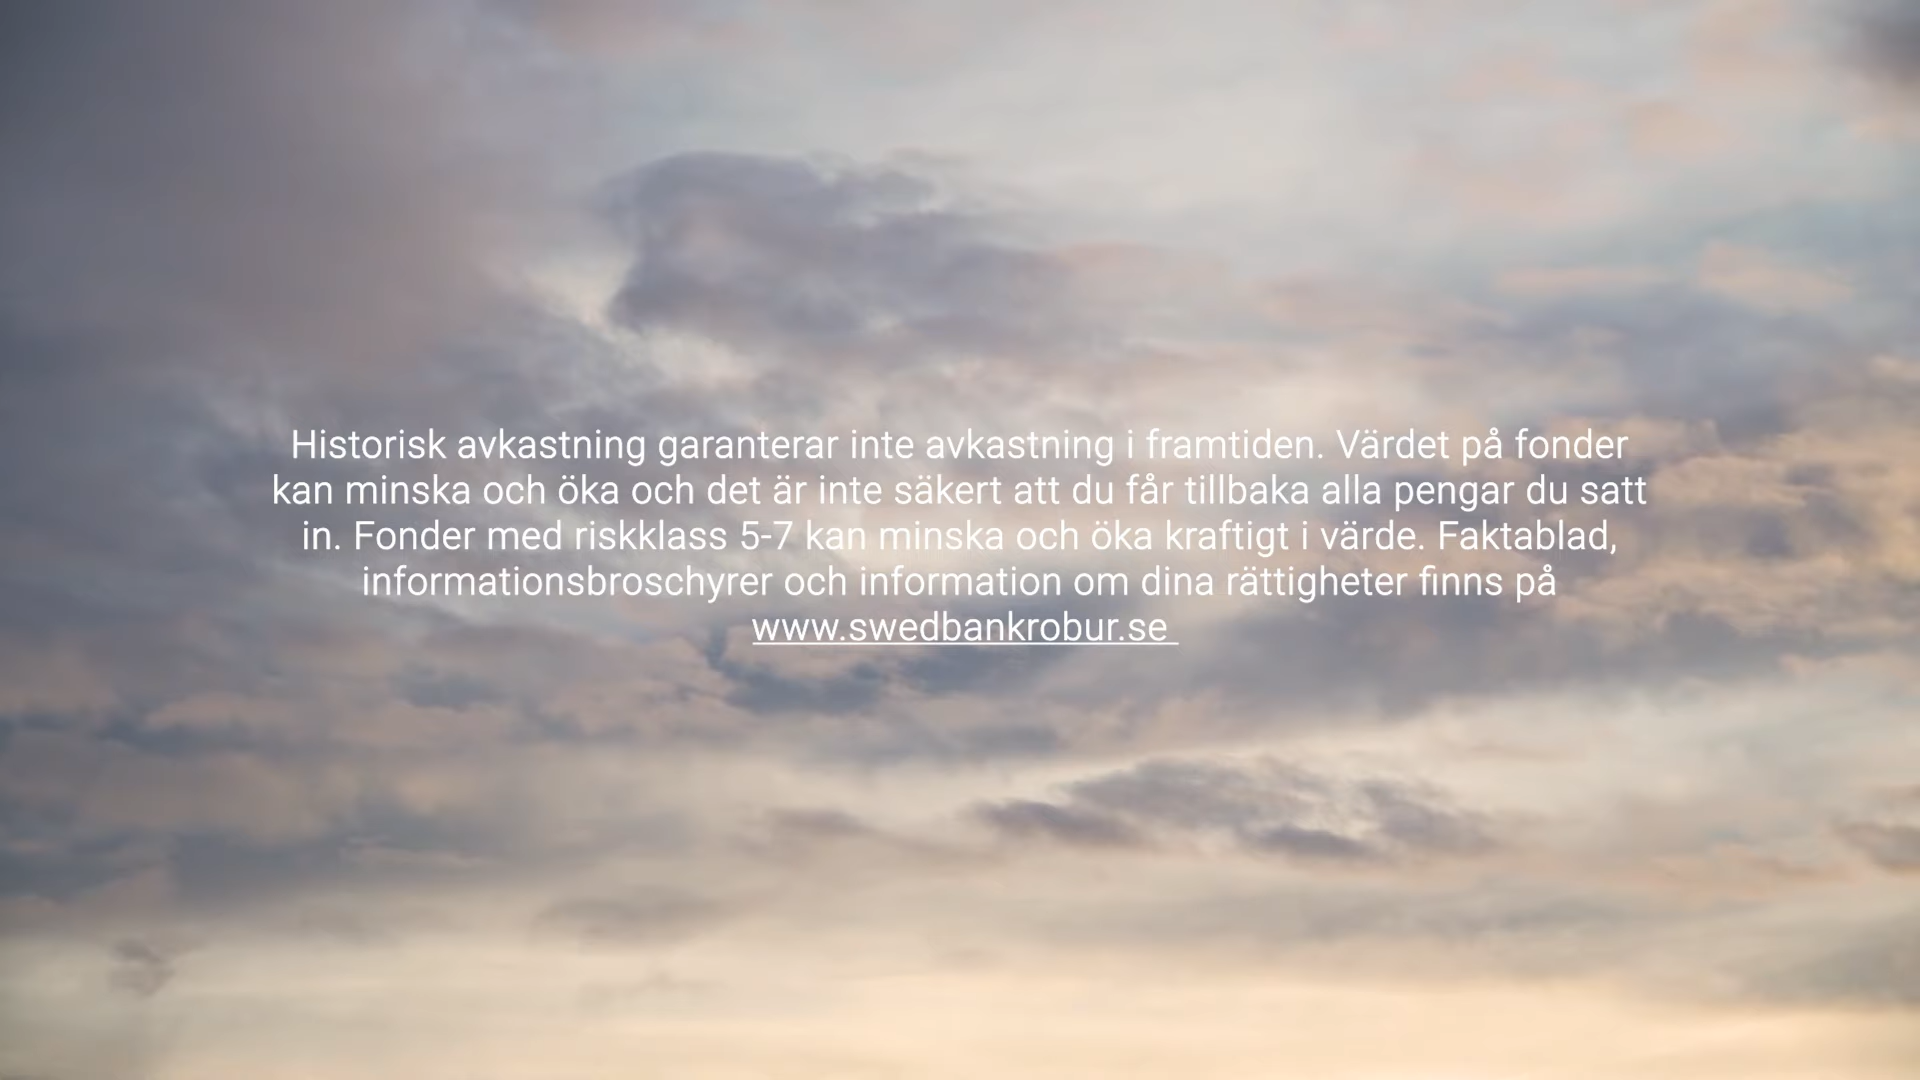 Historisk avkastning garanterar inte avkastning i framtiden. Värdet på fonder
kan minska och öka och det är inte säkert att du får tillbaka alla pengar du satt
in. Fonder med riskklass 5-7 kan minska och öka kraftigt i värde. Faktablad,
informationsbroschyrer och information om dina rättigheter finns på
www.swedbankrobur.se